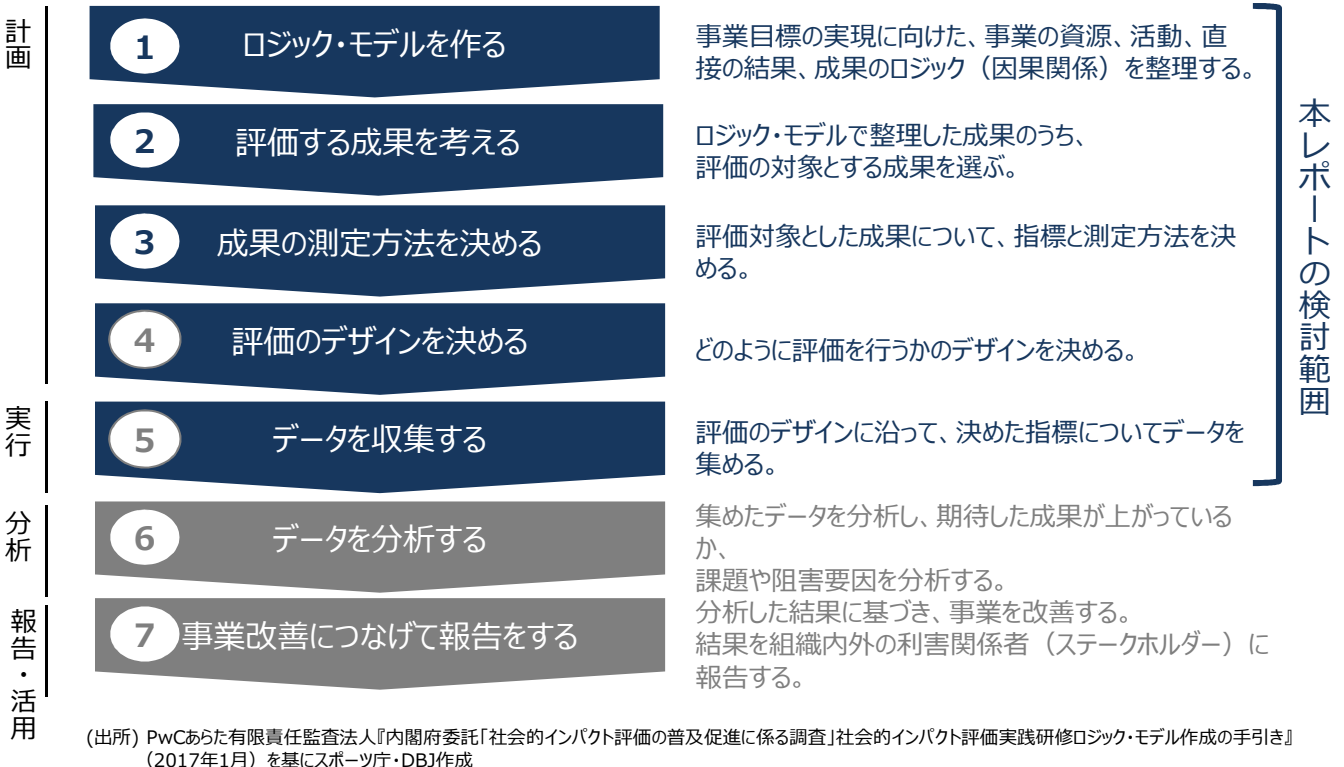 計画
1
ロジック・モデルを作る
事業目標の実現に向けた、事業の資源、活動、直
接の結果、成果のロジック（因果関係）を整理する。
2
評価する成果を考える
ロジック・モデルで整理した成果のうち、
評価の対象とする成果を選ぶ。
3
成果の測定方法を決める
評価対象とした成果について、指標と測定方法を決
める。
4
評価のデザインを決める
どのように評価を行うかのデザインを決める。
実行
5
データを収集する
評価のデザインに沿って、決めた指標についてデータを
集める。
本レポートの検討範囲
分析
6
データを分析する
集めたデータを分析し、期待した成果が上がっている
か、
課題や阻害要因を分析する。
報告・活用
7
事業改善につなげて報告をする
分析した結果に基づき、事業を改善する。
結果を組織内外の利害関係者（ステークホルダー）に
報告する。
(出所) PwCあらた有限責任監査法人『内閣府委託「社会的インパクト評価の普及促進に係る調査」社会的インパクト評価実践研修ロジック・モデル作成の手引き』
（2017年1月）を基にスポーツ庁・DBJ作成